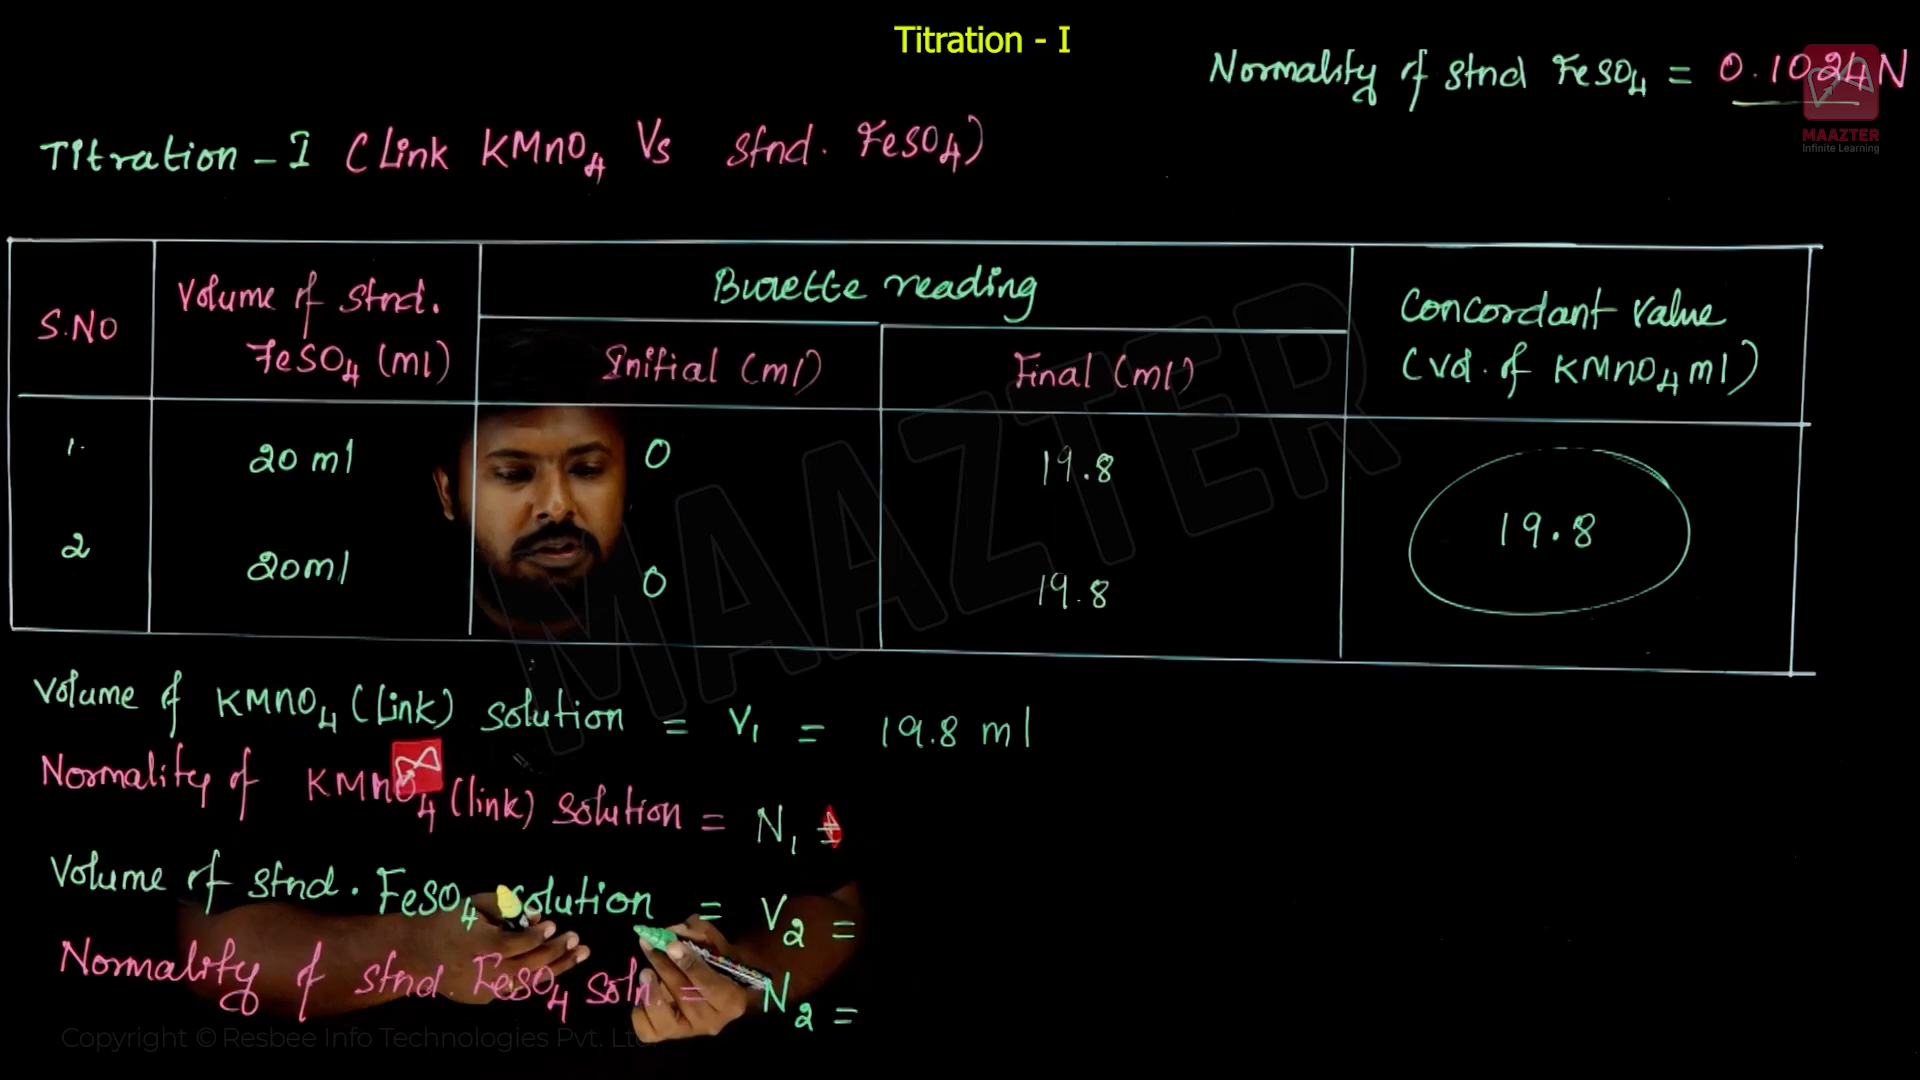 Titration - I
Normality of stnd FeSO4 = 0.1024 N
MAAZTER
Infinite Learning
Titration - I (Link KMnO4 Vs stnd. FeSO4)
S.NO
Volume of stnd. FeSO4 (ml)
Burette reading
Initial (ml)
Final (ml)
Concordant Value (Vol. of KMnO4 ml)
1. 20 ml 0 19.8
19.8
2 20ml 0 19.8
MAAZTER
Volume of KMnO4 (Link) solution = V1 = 19.8 ml
Normality of KMnO4 (link) solution = N1 =
Volume of stnd. FeSO4 solution = V2 =
Normality of stnd. FeSO4 soln. = N2 =
Copyright © Resbee Info Technologies Pvt. Ltd.